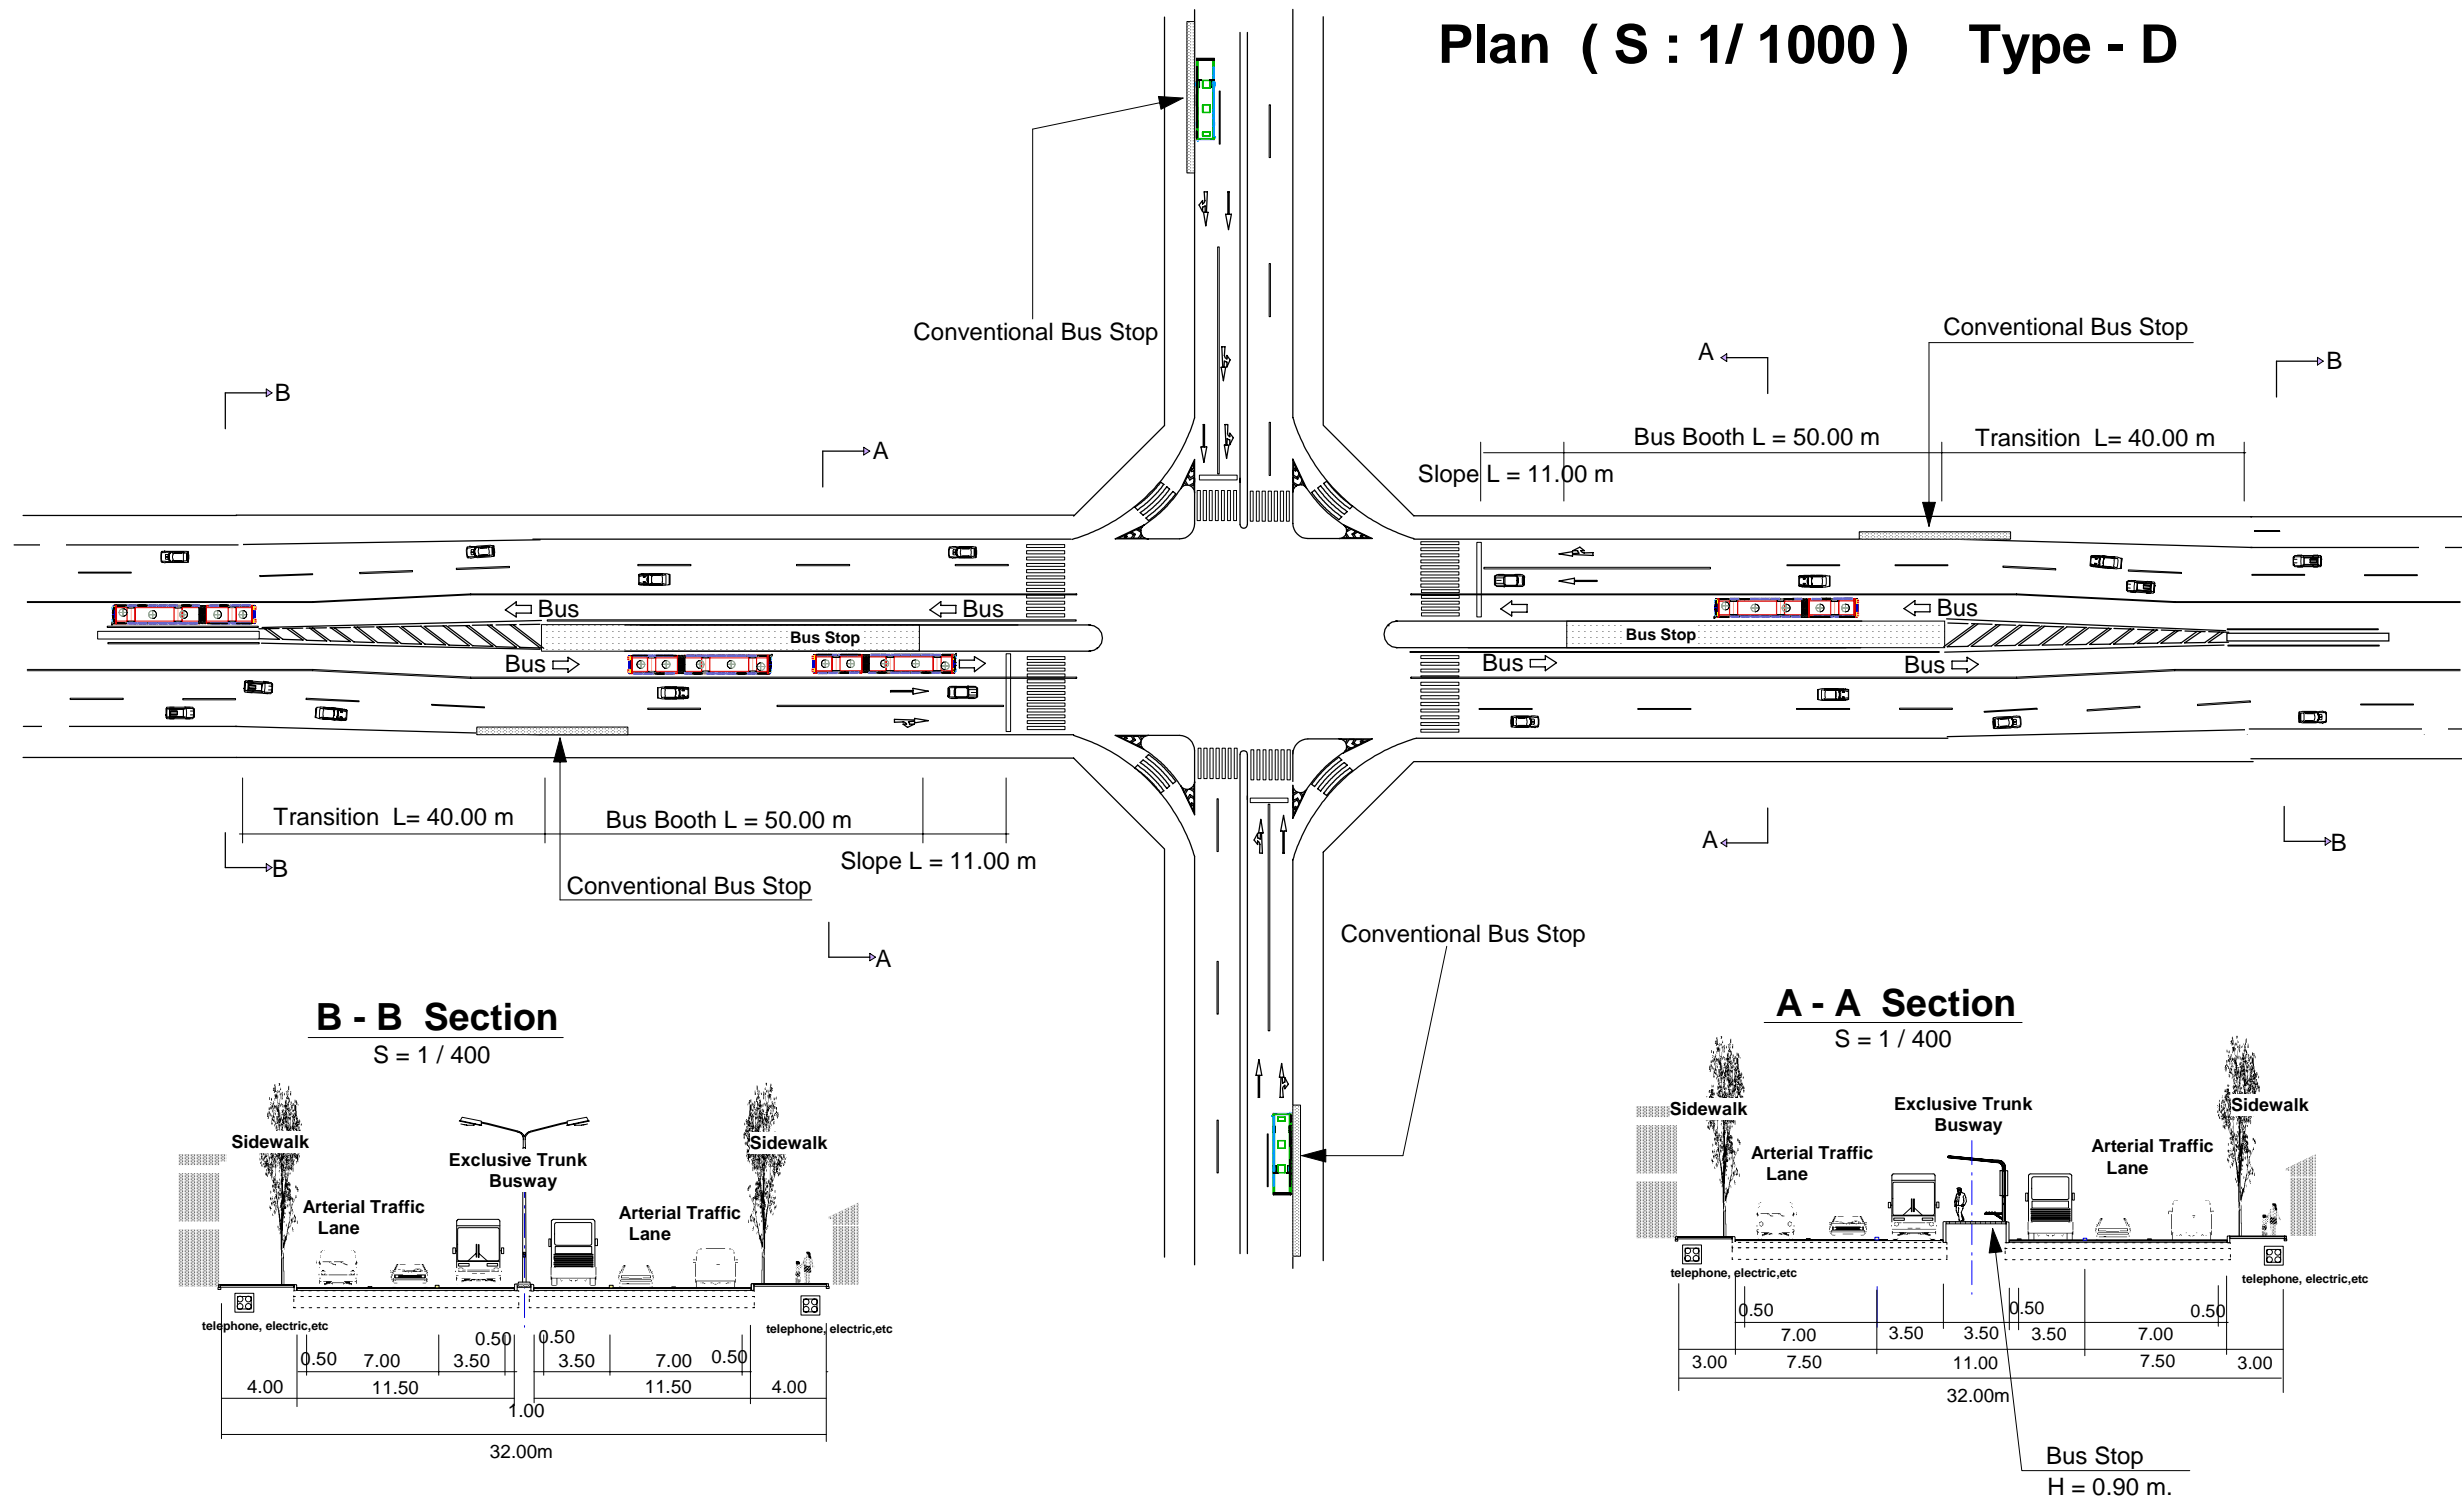 Plan ( S : 1/ 1000 ) Type - D
Conventional Bus Stop
Conventional Bus Stop
A
B
B
A
Bus Booth L = 50.00 m
Transition L= 40.00 m
Slope L = 11.00 m
Bus
Bus
Bus
Bus Stop
Bus Stop
Bus
Bus
Bus
Transition L= 40.00 m
Bus Booth L = 50.00 m
Slope L = 11.00 m
B
A
B
Conventional Bus Stop
A
Conventional Bus Stop
B - B Section
S = 1 / 400
Sidewalk
Sidewalk
Exclusive Trunk
Busway
Arterial Traffic
Lane
Arterial Traffic
Lane
telephone, electric,etc
telephone, electric,etc
0.50
0.50
0.50
7.00
3.50
3.50
7.00
0.50
4.00
11.50
11.50
4.00
1.00
32.00m
A - A Section
S = 1 / 400
Sidewalk
Exclusive Trunk
Busway
Sidewalk
Arterial Traffic
Lane
Arterial Traffic
Lane
telephone, electric,etc
telephone, electric,etc
0.50
0.50
0.50
7.00
3.50
3.50
3.50
7.00
3.00
7.50
11.00
7.50
3.00
32.00m
Bus Stop
H = 0.90 m.